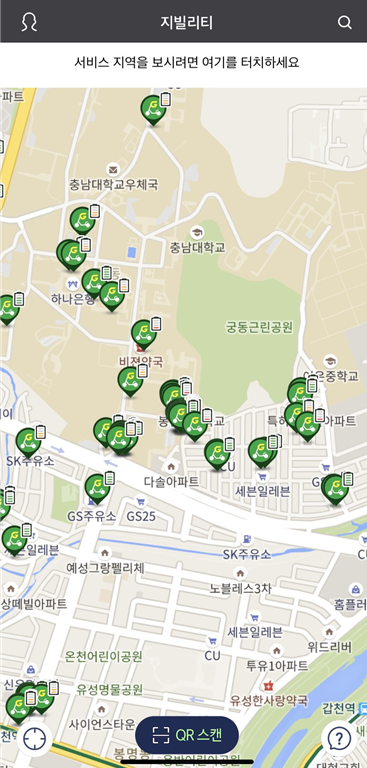 지빌리티
서비스 지역을 보시려면 여기를 터치하세요
아파트
충남대학교우체국
충남대학교
하나은행
궁동근린공원
비젼약국
중학교
아파트
SK주유소
CU
다솔아파트
세븐일레븐
GS주유소
GS25
일레븐
SK주유소
예성그랑펠리체
노블레스3차
상떼빌아파트
홈플러
세븐일레븐
위드리버
온천어린이공원
CU
투유1아파트
유성명물공원
유성한사랑약국
사이언스타운
갑천역
QR 스캔
봉명동
?